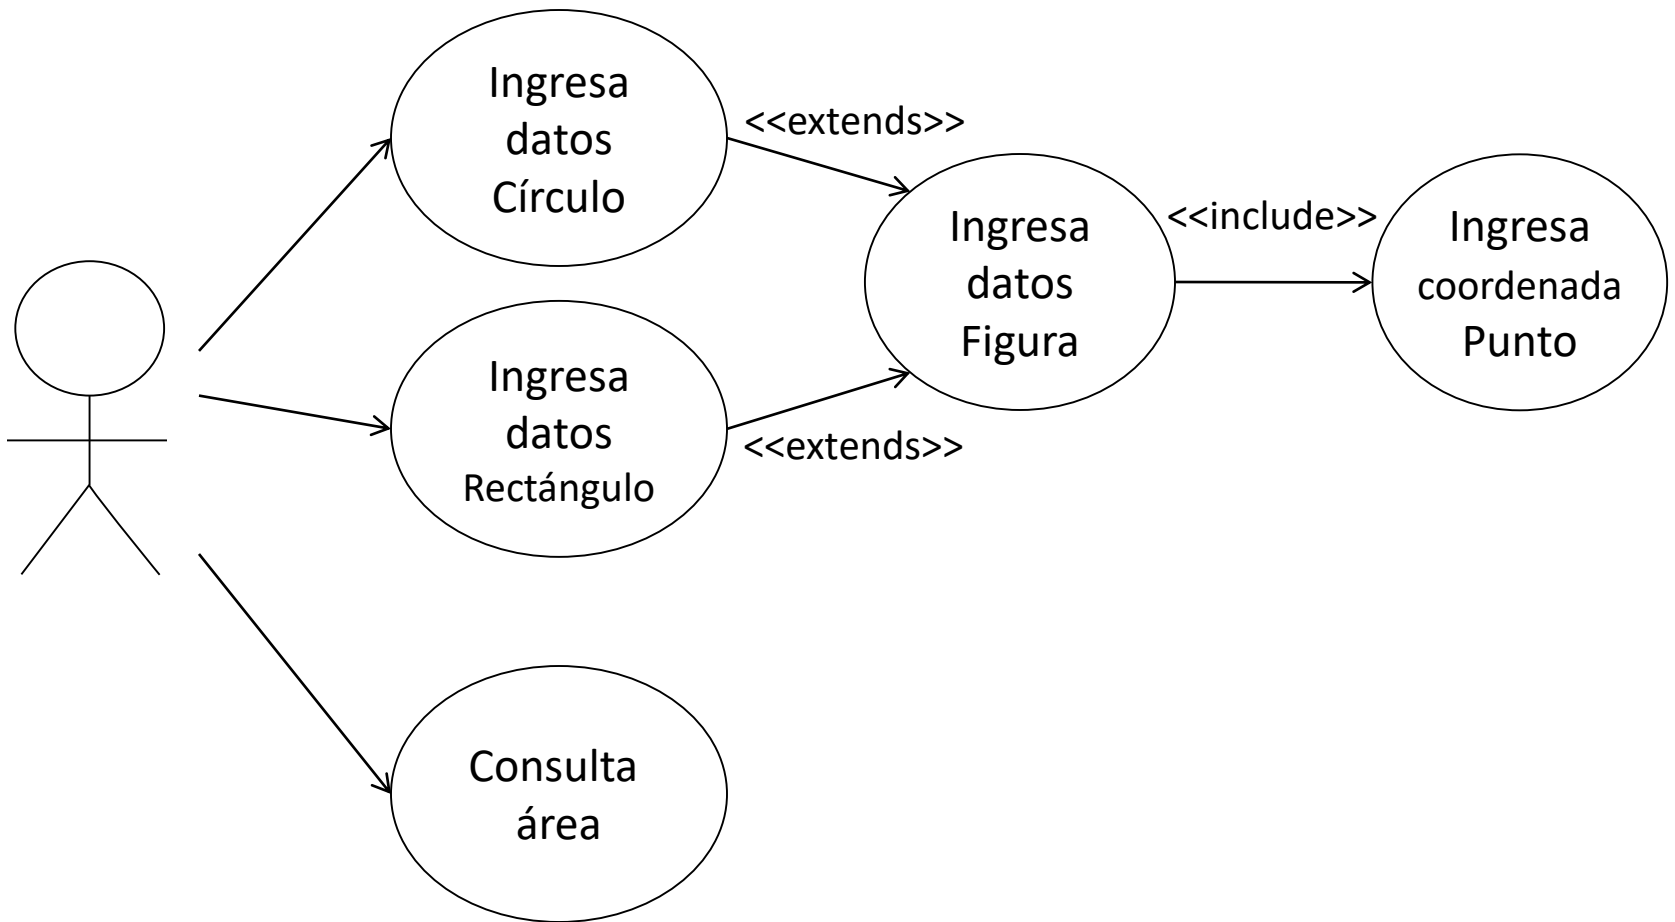 Ingresa
datos
Círculo
<<extends>>
Ingresa
datos
Figura
<<include>>
Ingresa
coordenada
Punto
Ingresa
datos
Rectángulo
<<extends>>
Consulta
área